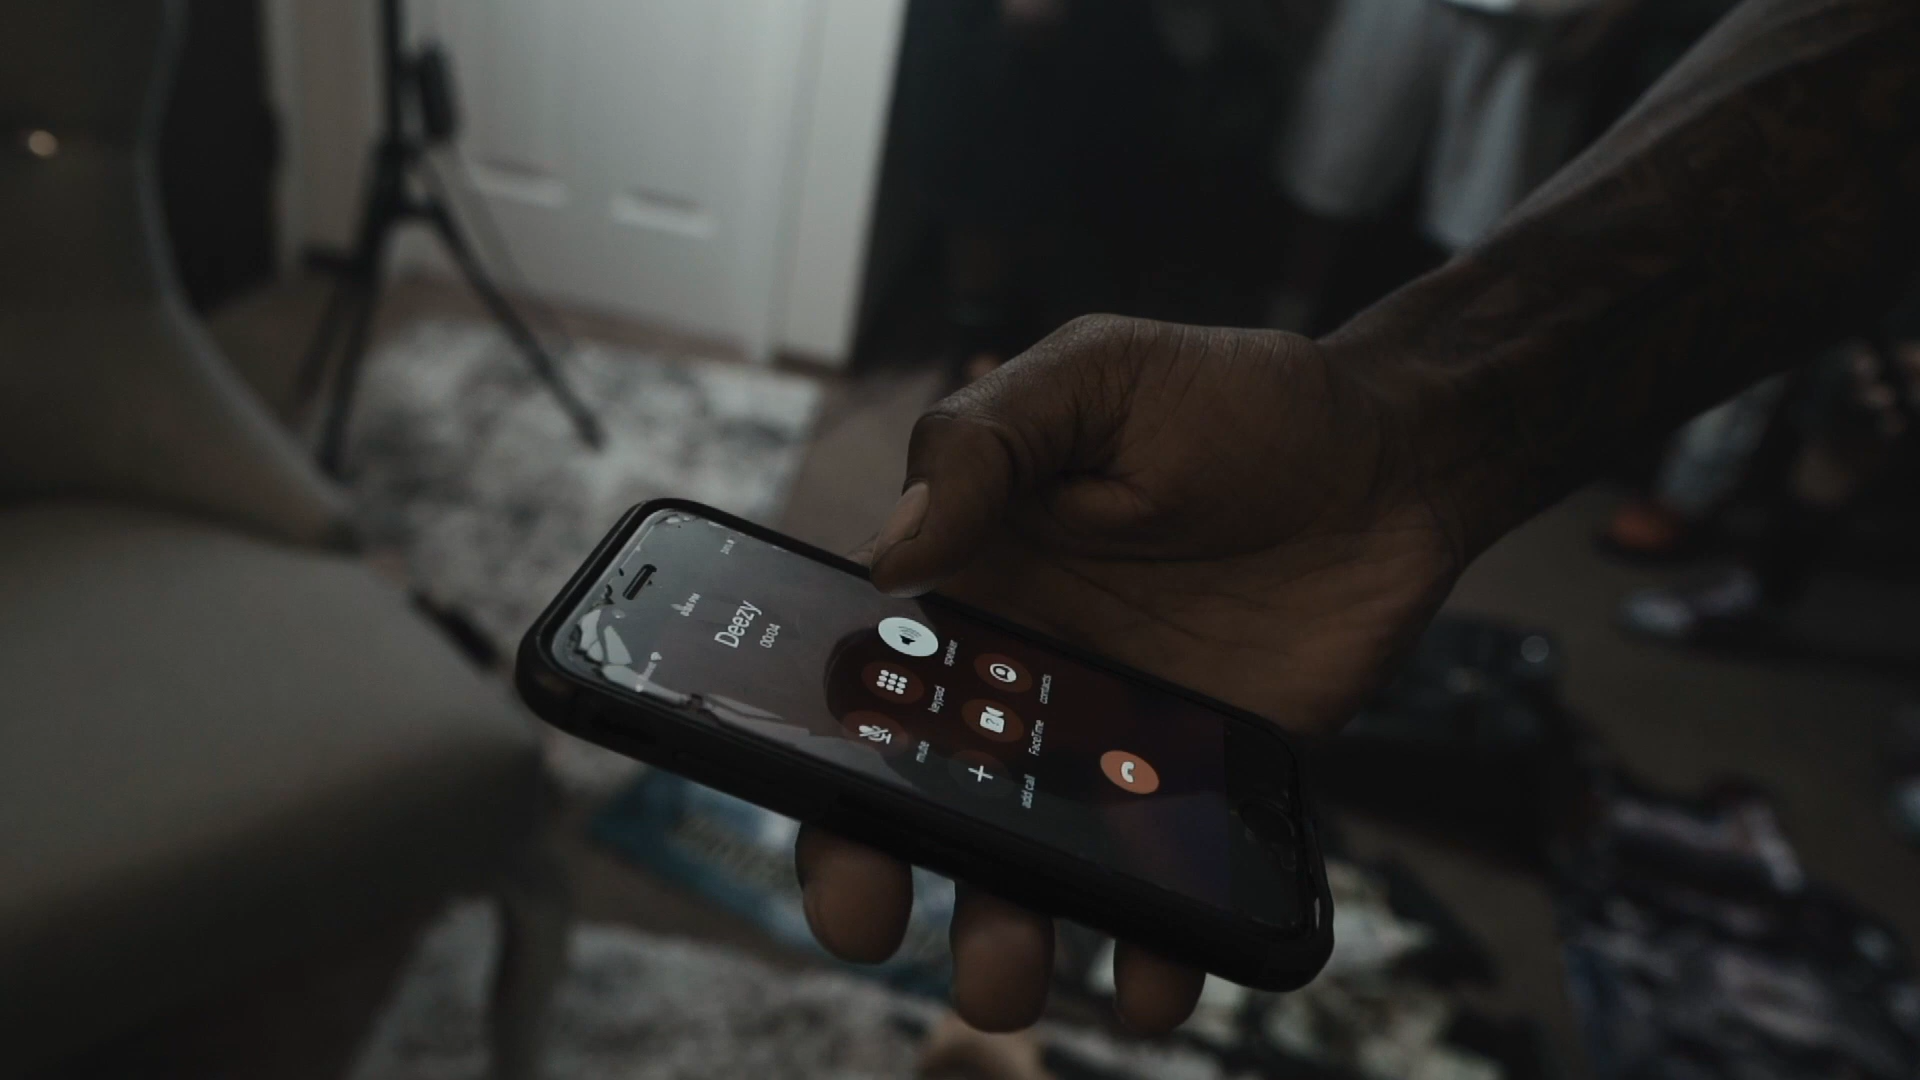 Deezy
00:04
mute
keypad
speaker
add call
FaceTime
contacts